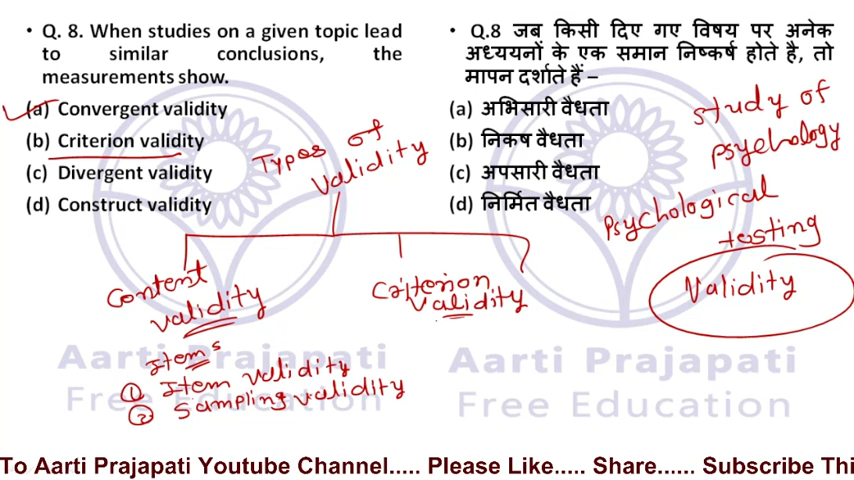 • Q. 8. When studies on a given topic lead
to similar conclusions, the
measurements show.
(a) Convergent validity
(b) Criterion validity
(c) Divergent validity
(d) Construct validity
• Q.8 जब किसी दिए गए विषय पर अनेक
अध्ययनों के एक समान निष्कर्ष होते है, तो
मापन दर्शाते हैं –
(a) अभिसारी वैधता
(b) निकष वैधता
(c) अपसारी वैधता
(d) निर्मित वैधता
Types of
validity
study of
psychology
Psychological
testing
Validity
Content
validity
Items
① Item validity
② Sampling validity
Criterion
validity
Aarti Prajapati
Free Education
Aarti Prajapati
Free Education
To Aarti Prajapati Youtube Channel..... Please Like..... Share...... Subscribe Thi